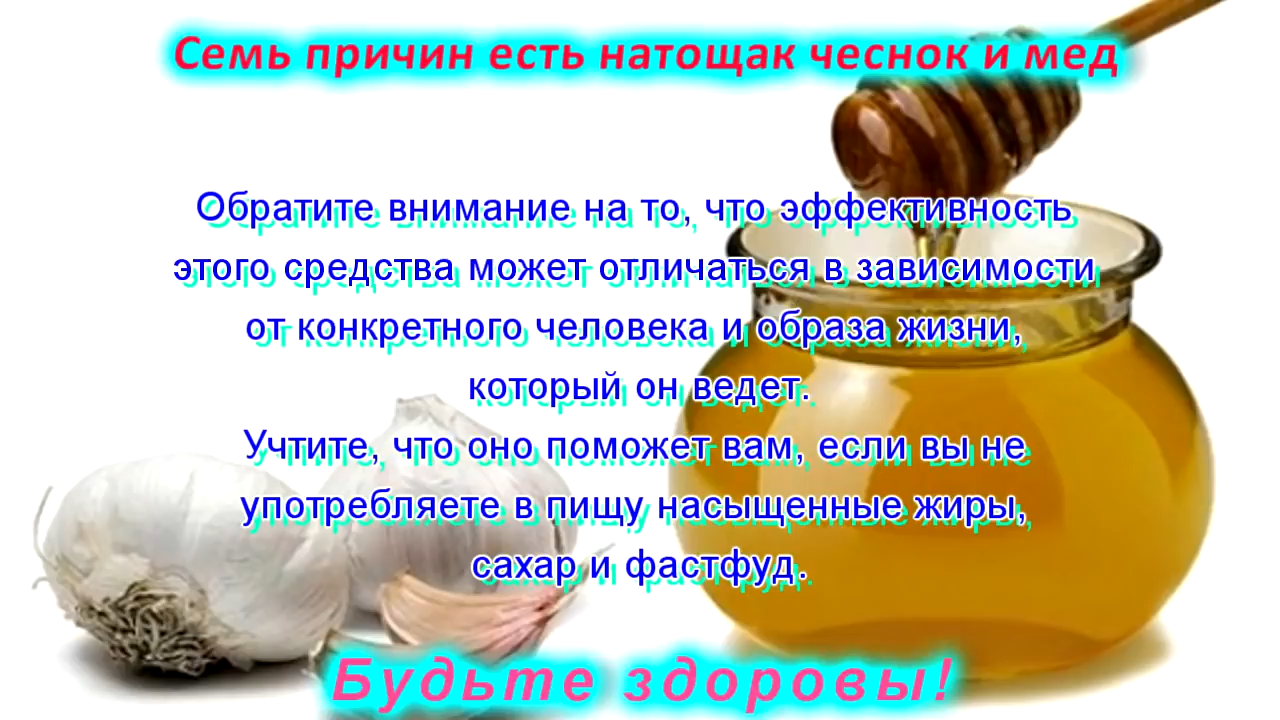 Семь причин есть натощак чеснок и мед
Обратите внимание на то, что эффективность
этого средства может отличаться в зависимости
от конкретного человека и образа жизни,
который он ведет.
Учтите, что оно поможет вам, если вы не
употребляете в пищу насыщенные жиры,
сахар и фастфуд.
Будьте здоровы!